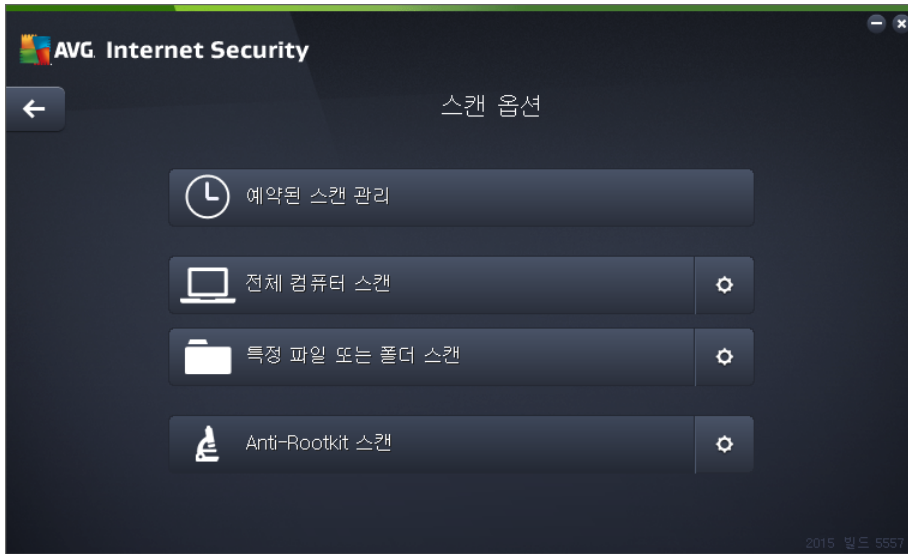 AVG. Internet Security
스캔 옵션
예약된 스캔 관리
전체 컴퓨터 스캔
특정 파일 또는 폴더 스캔
Anti-Rootkit 스캔
2015 빌드 5557